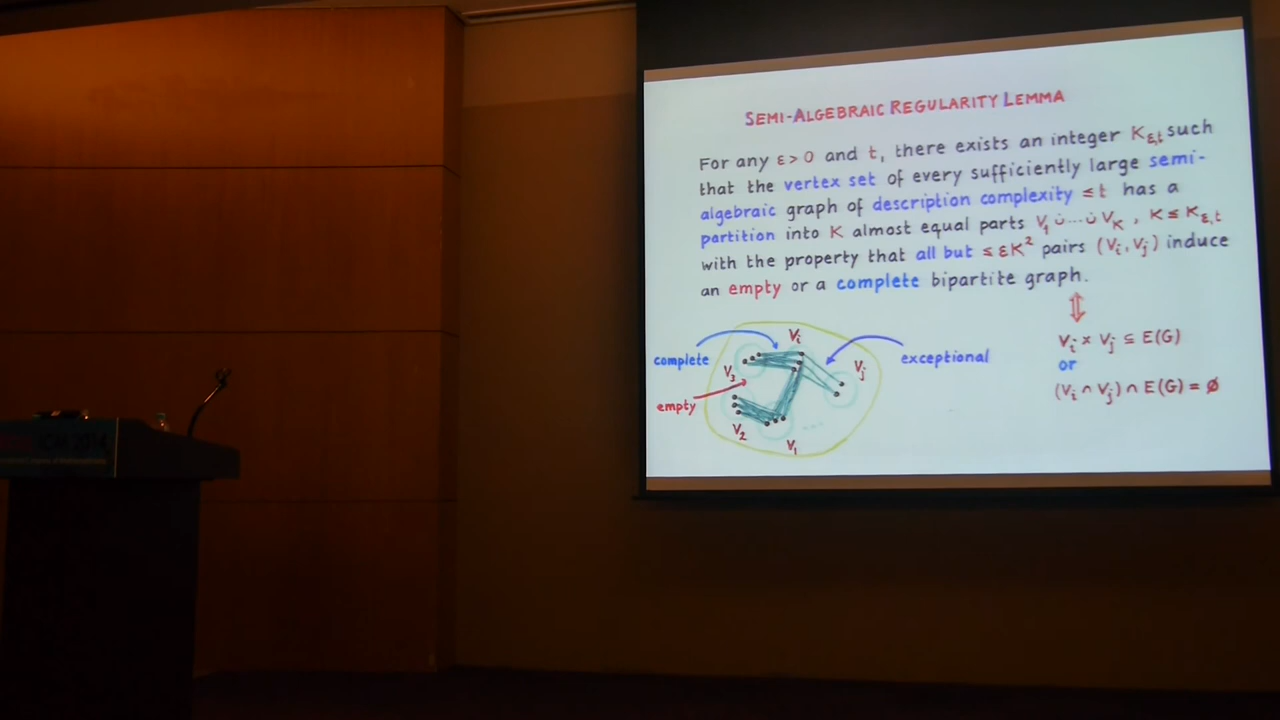 SEMI-ALGEBRAIC REGULARITY LEMMA
For any ε > 0 and t, there exists an integer K_{ε,t} such
that the vertex set of every sufficiently large semi-
algebraic graph of description complexity ≤ t has a
partition into K almost equal parts V_1 ∪̇ ... ∪̇ V_K, K ≤ K_{ε,t}
with the property that all but ≤ εK² pairs (V_i, V_j) induce
an empty or a complete bipartite graph.
⇕
V_i × V_j ⊆ E(G)
or
(V_i ∩ V_j) ∩ E(G) = ∅
complete
V_i
exceptional
V_3
V_j
empty
V_2
V_1
ICM 2014